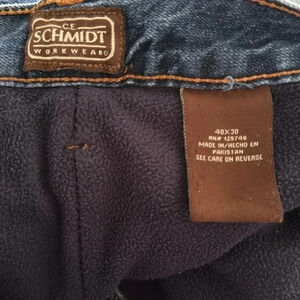 C.E.
SCHMIDT
WORKWEAR®
40X30
RN# 129746
MADE IN/HECHO EN
PAKISTAN
SEE CARE ON REVERSE